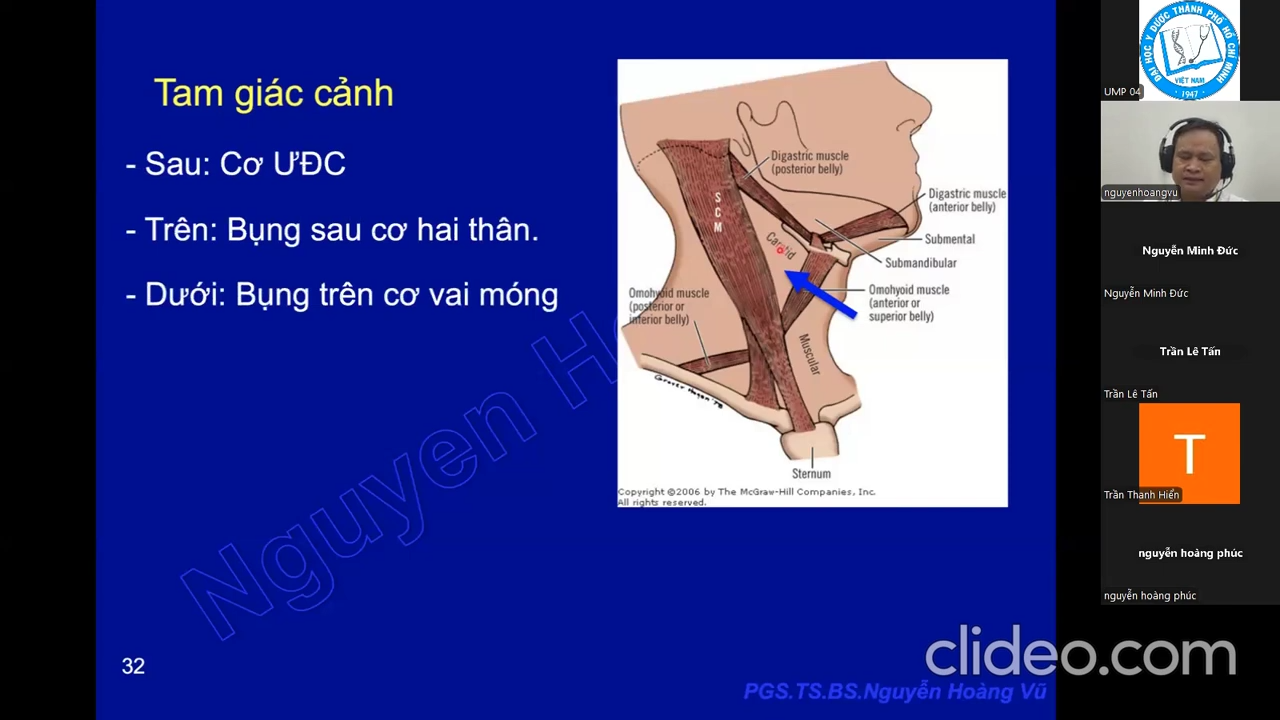 Tam giác cảnh
- Sau: Cơ ƯĐC
- Trên: Bụng sau cơ hai thân.
- Dưới: Bụng trên cơ vai móng
Digastric muscle
(posterior belly)
Digastric muscle
(anterior belly)
SCM
Carotid
Submental
Submandibular
Omohyoid muscle
(posterior or
inferior belly)
Omohyoid muscle
(anterior or
superior belly)
Muscular
Sternum
Copyright ©2006 by The McGraw-Hill Companies, Inc.
All rights reserved.
32
PGS.TS.BS.Nguyễn Hoàng Vũ
clideo.com
ĐẠI HỌC Y DƯỢC THÀNH PHỐ HỒ CHÍ MINH
VIỆT NAM
1947
UMP 04
nguyenhoangvu
Nguyễn Minh Đức
Nguyễn Minh Đức
Trần Lê Tấn
Trần Lê Tấn
T
Trần Thanh Hiển
nguyễn hoàng phúc
nguyễn hoàng phúc